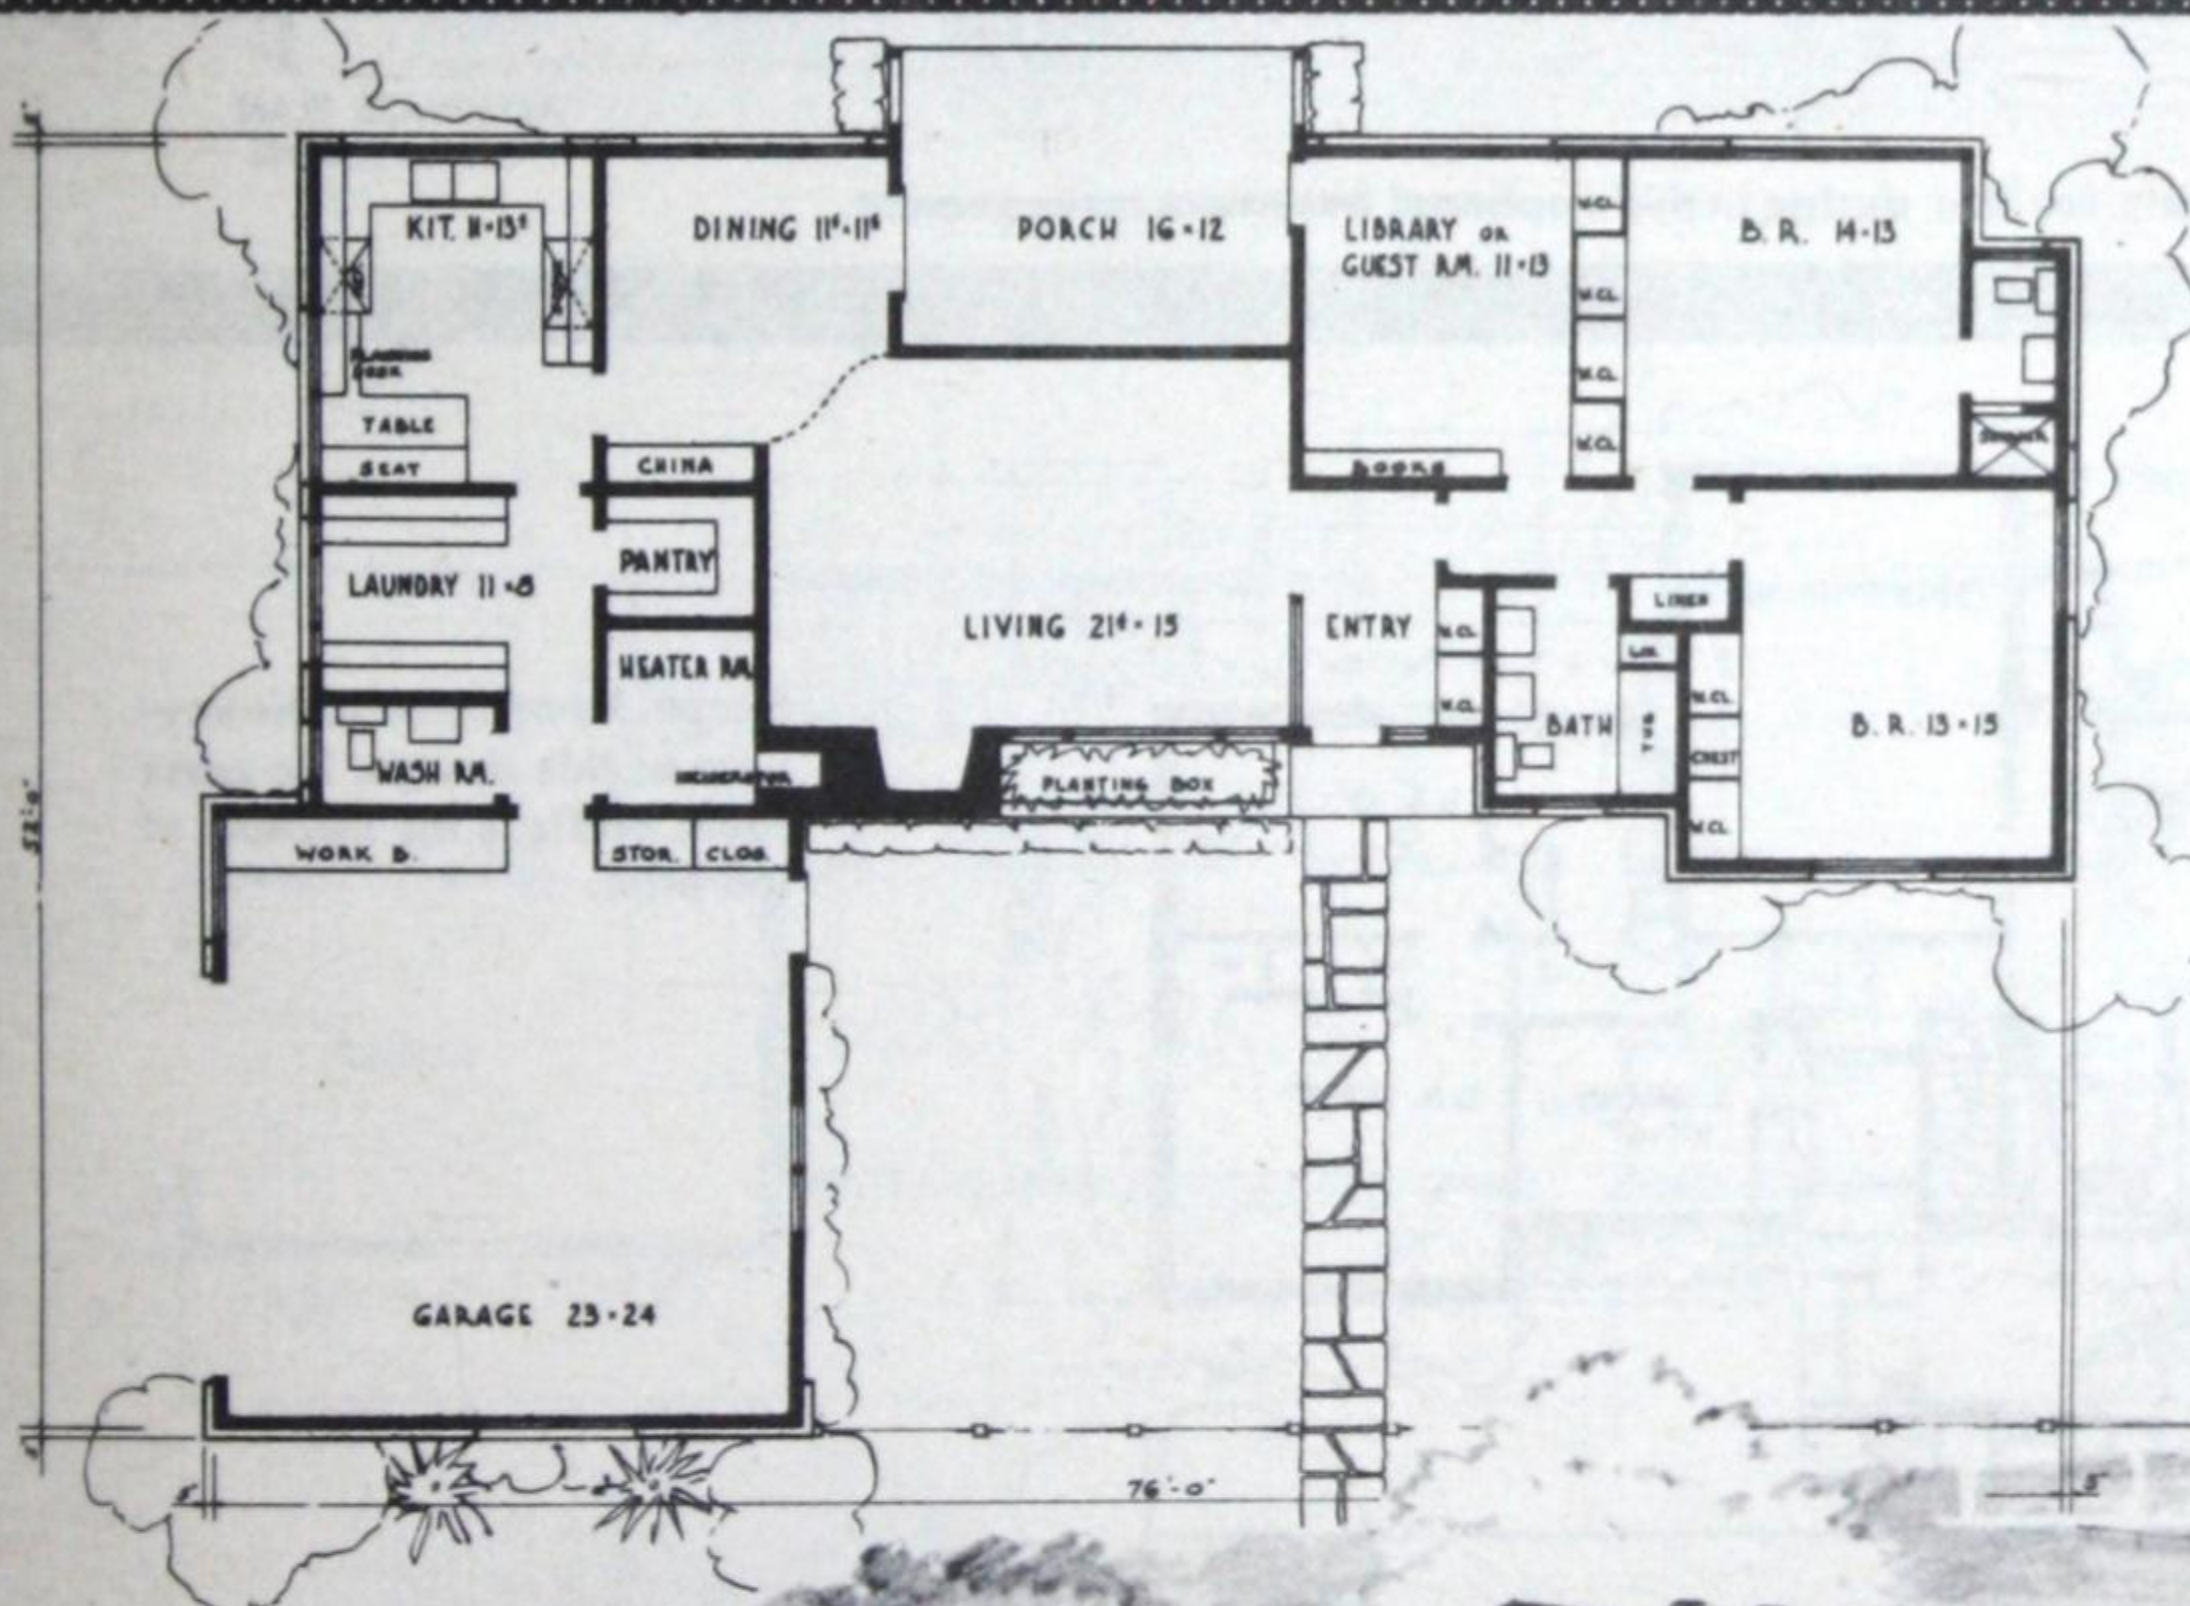 KIT. 11×13⁶
DINING 11⁶×11⁶
PORCH 16×12
LIBRARY OR
GUEST RM. 11×13
B. R. 14×13
W.CL.
W.CL.
W.CL.
W.CL.
PLANNING
DESK
TABLE
SEAT
CHINA
BOOKS
SHOWER
PANTRY
LAUNDRY 11×8
LIVING 21⁶×15
ENTRY
LINEN
HEATER RM.
W.CL.
W.CL.
LIN.
W.CL.
BATH
TUB
B. R. 13×15
CHEST
W.CL.
WASH RM.
INCINERATOR
PLANTING BOX
WORK B.
STOR.
CLOS.
GARAGE 23×24
76'-0"